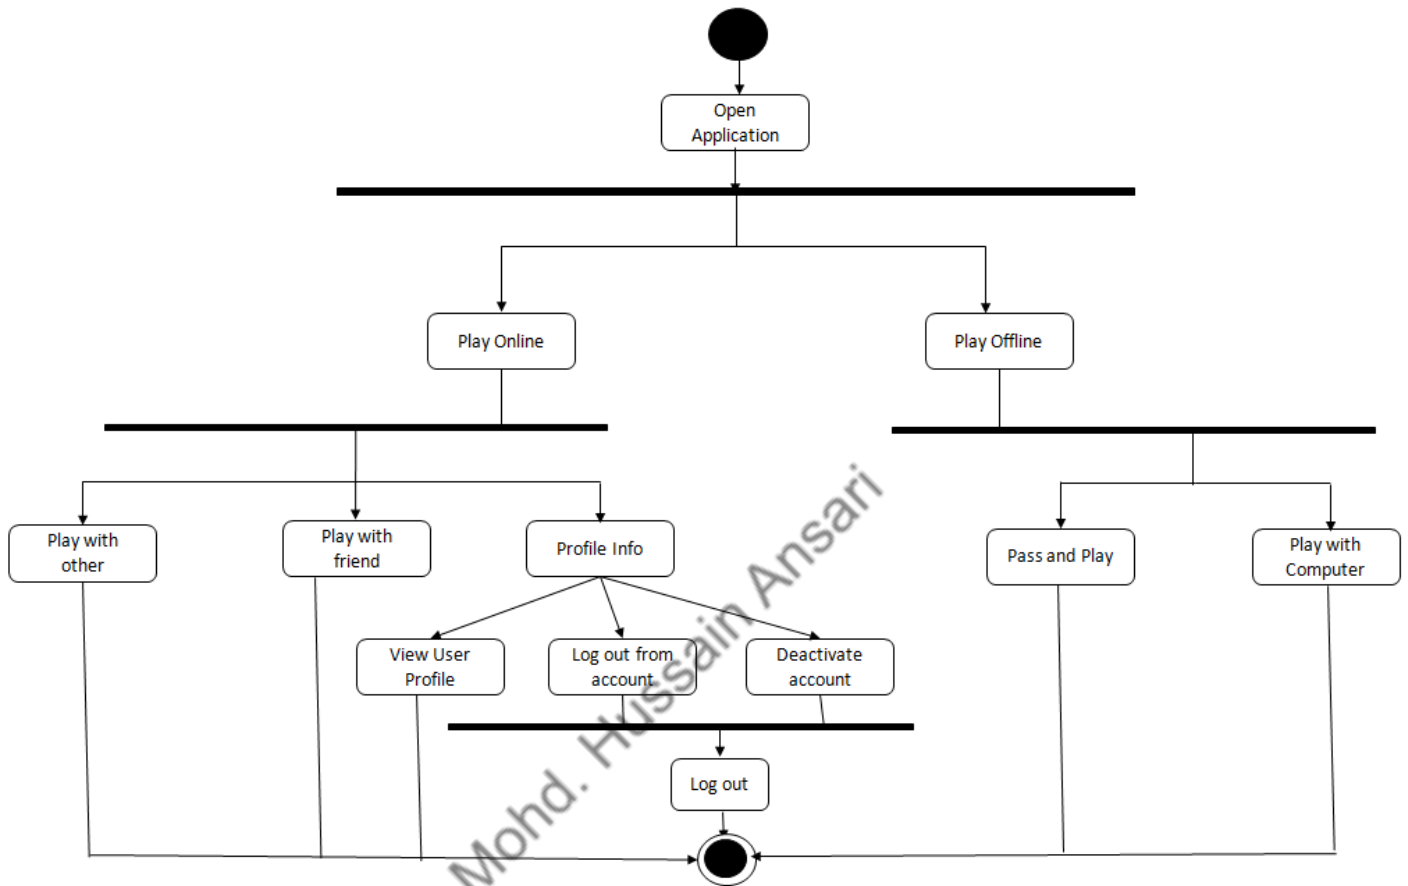 Open
Application
Play Online
Play Offline
Play with
other
Play with
friend
Profile Info
Pass and Play
Play with
Computer
View User
Profile
Log out from
account
Deactivate
account
Log out
Mohd. Hussain Ansari